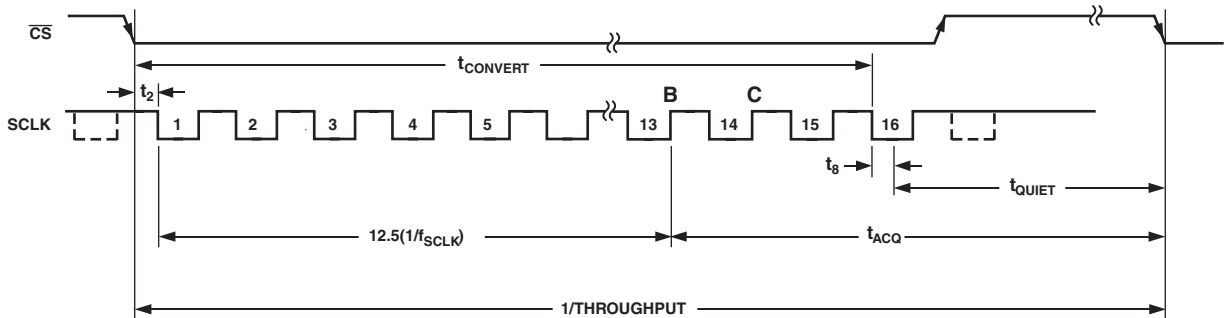 CS
tCONVERT
t2
B C
SCLK 1 2 3 4 5 13 14 15 16
t8
tQUIET
12.5(1/fSCLK) tACQ
1/THROUGHPUT